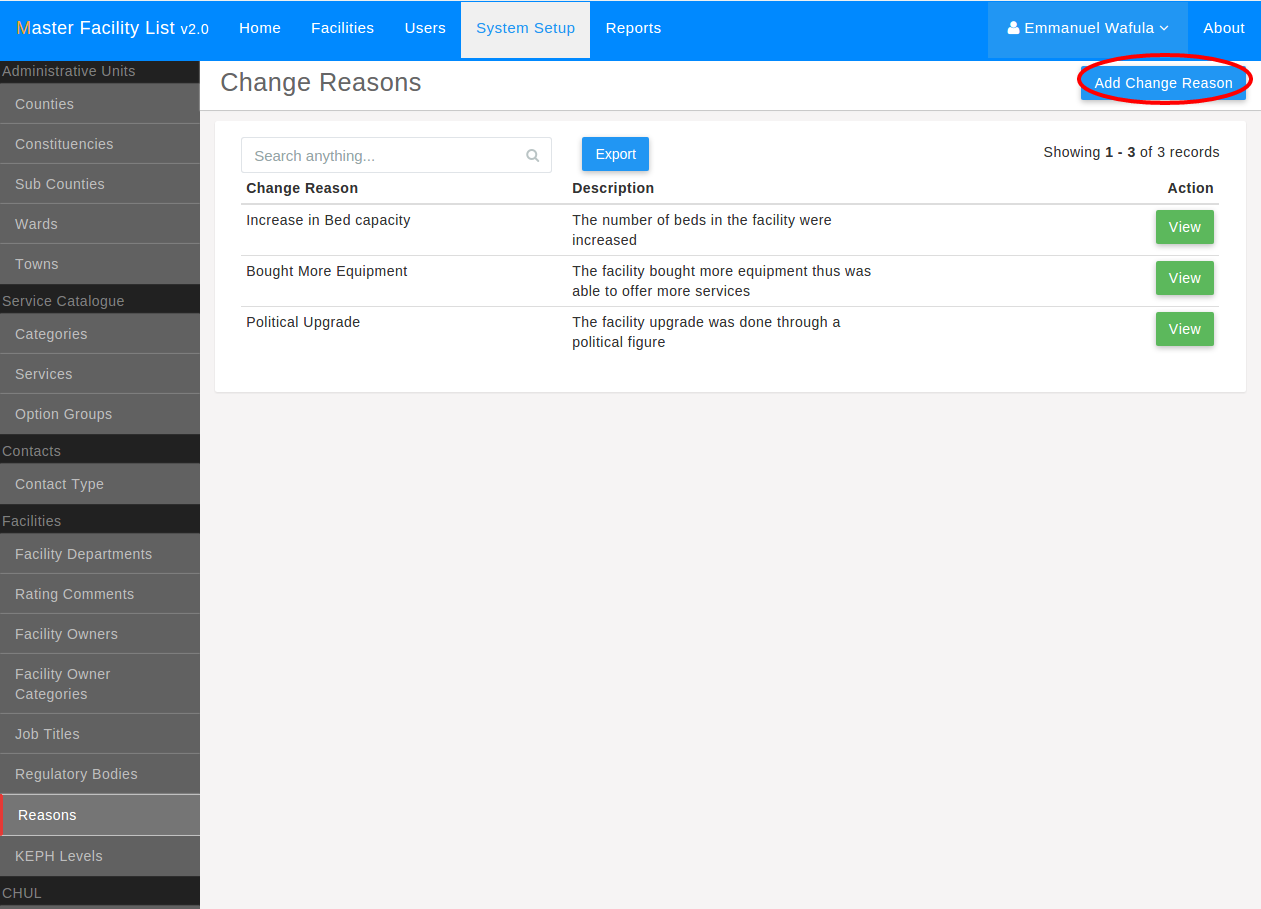 Master Facility List v2.0 Home Facilities Users System Setup Reports Emmanuel Wafula About
Administrative Units
Counties
Constituencies
Sub Counties
Wards
Towns
Service Catalogue
Categories
Services
Option Groups
Contacts
Contact Type
Facilities
Facility Departments
Rating Comments
Facility Owners
Facility Owner
Categories
Job Titles
Regulatory Bodies
Reasons
KEPH Levels
CHUL
Change Reasons
Add Change Reason
Search anything...
Export
Showing 1 - 3 of 3 records
Change Reason Description Action
Increase in Bed capacity The number of beds in the facility were View
increased
Bought More Equipment The facility bought more equipment thus was View
able to offer more services
Political Upgrade The facility upgrade was done through a View
political figure